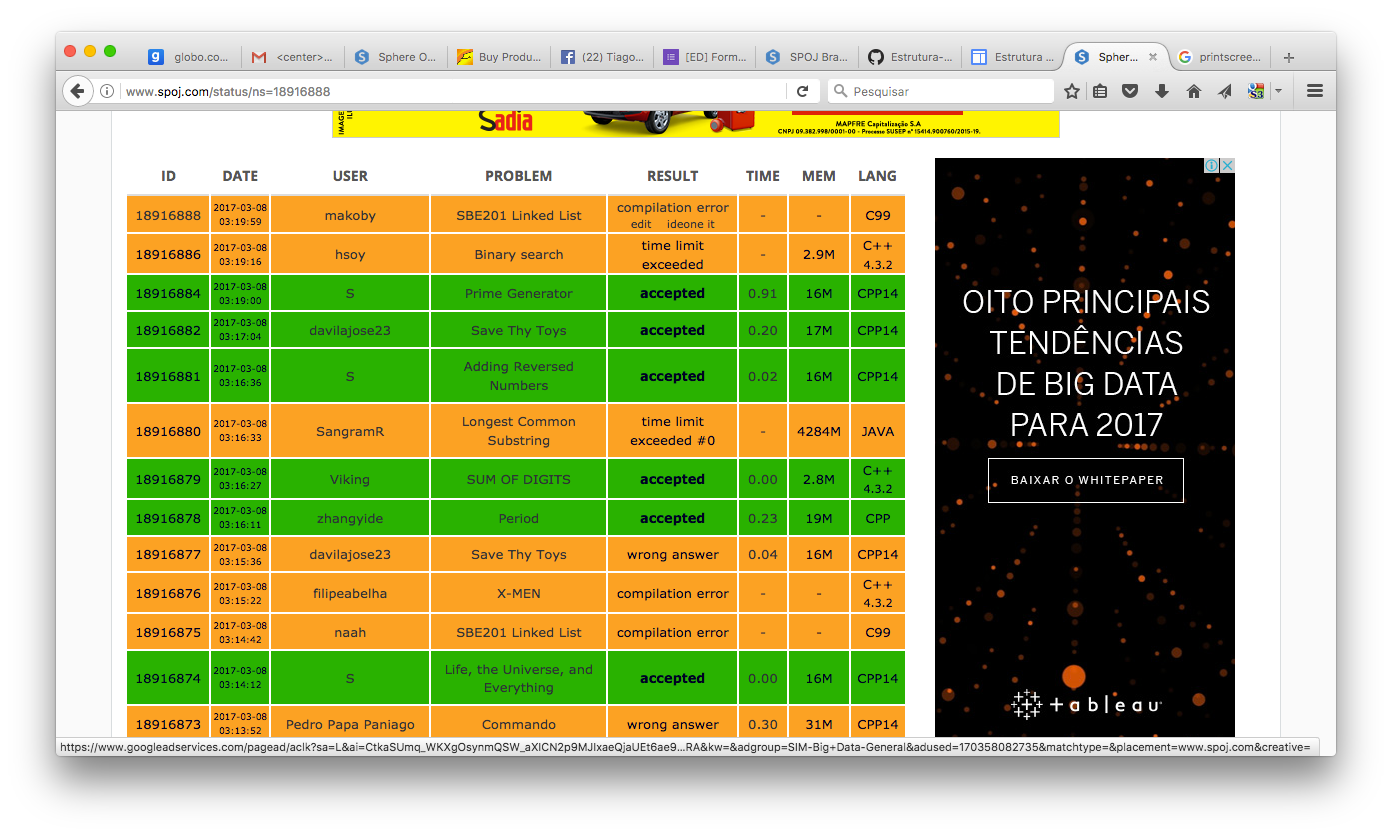 globo.co...
<center>...
Sphere O...
Buy Produ...
(22) Tiago...
[ED] Form...
SPOJ Bra...
Estrutura-...
Estrutura ...
Spher...
printscree...
www.spoj.com/status/ns=18916888
Pesquisar
Sadia
MAPFRE Capitalização S.A
CNPJ 09.382.998/0001-00 - Processo SUSEP nº 15414.900760/2015-19.
ID DATE USER PROBLEM RESULT TIME MEM LANG
18916888 2017-03-08 03:19:59 makoby SBE201 Linked List compilation error edit ideone it - - C99
18916886 2017-03-08 03:19:16 hsoy Binary search time limit exceeded - 2.9M C++ 4.3.2
18916884 2017-03-08 03:19:00 S Prime Generator accepted 0.91 16M CPP14
18916882 2017-03-08 03:17:04 davilajose23 Save Thy Toys accepted 0.20 17M CPP14
18916881 2017-03-08 03:16:36 S Adding Reversed Numbers accepted 0.02 16M CPP14
18916880 2017-03-08 03:16:33 SangramR Longest Common Substring time limit exceeded #0 - 4284M JAVA
18916879 2017-03-08 03:16:27 Viking SUM OF DIGITS accepted 0.00 2.8M C++ 4.3.2
18916878 2017-03-08 03:16:11 zhangyide Period accepted 0.23 19M CPP
18916877 2017-03-08 03:15:36 davilajose23 Save Thy Toys wrong answer 0.04 16M CPP14
18916876 2017-03-08 03:15:22 filipeabelha X-MEN compilation error - - C++ 4.3.2
18916875 2017-03-08 03:14:42 naah SBE201 Linked List compilation error - - C99
18916874 2017-03-08 03:14:12 S Life, the Universe, and Everything accepted 0.00 16M CPP14
18916873 2017-03-08 03:13:52 Pedro Papa Paniago Commando wrong answer 0.30 31M CPP14
OITO PRINCIPAIS
TENDÊNCIAS
DE BIG DATA
PARA 2017
BAIXAR O WHITEPAPER
+ableau
https://www.googleadservices.com/pagead/aclk?sa=L&ai=CtkaSUmq_WKXgOsynmQSW_aXICN2p9MJIxaeQjaUEt6ae9...RA&kw=&adgroup=SIM-Big+Data-General&adused=170358082735&matchtype=&placement=www.spoj.com&creative=